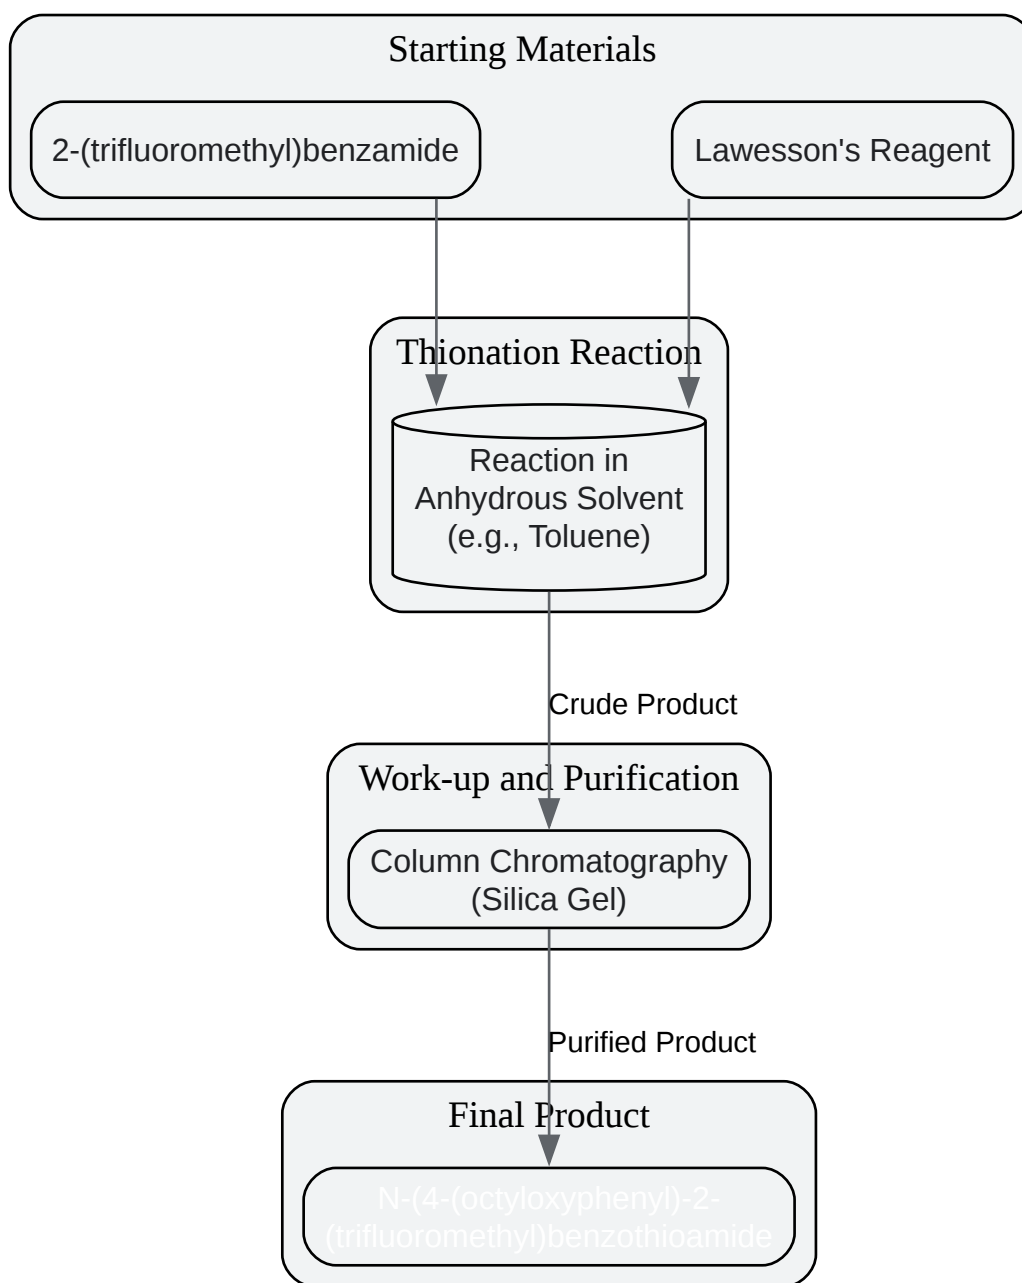 Starting Materials
2-(trifluoromethyl)benzamide
Lawesson's Reagent
Thionation Reaction
Reaction in
Anhydrous Solvent
(e.g., Toluene)
Crude Product
Work-up and Purification
Column Chromatography
(Silica Gel)
Purified Product
Final Product
N-(4-(octyloxyphenyl)-2-
(trifluoromethyl)benzothioamide